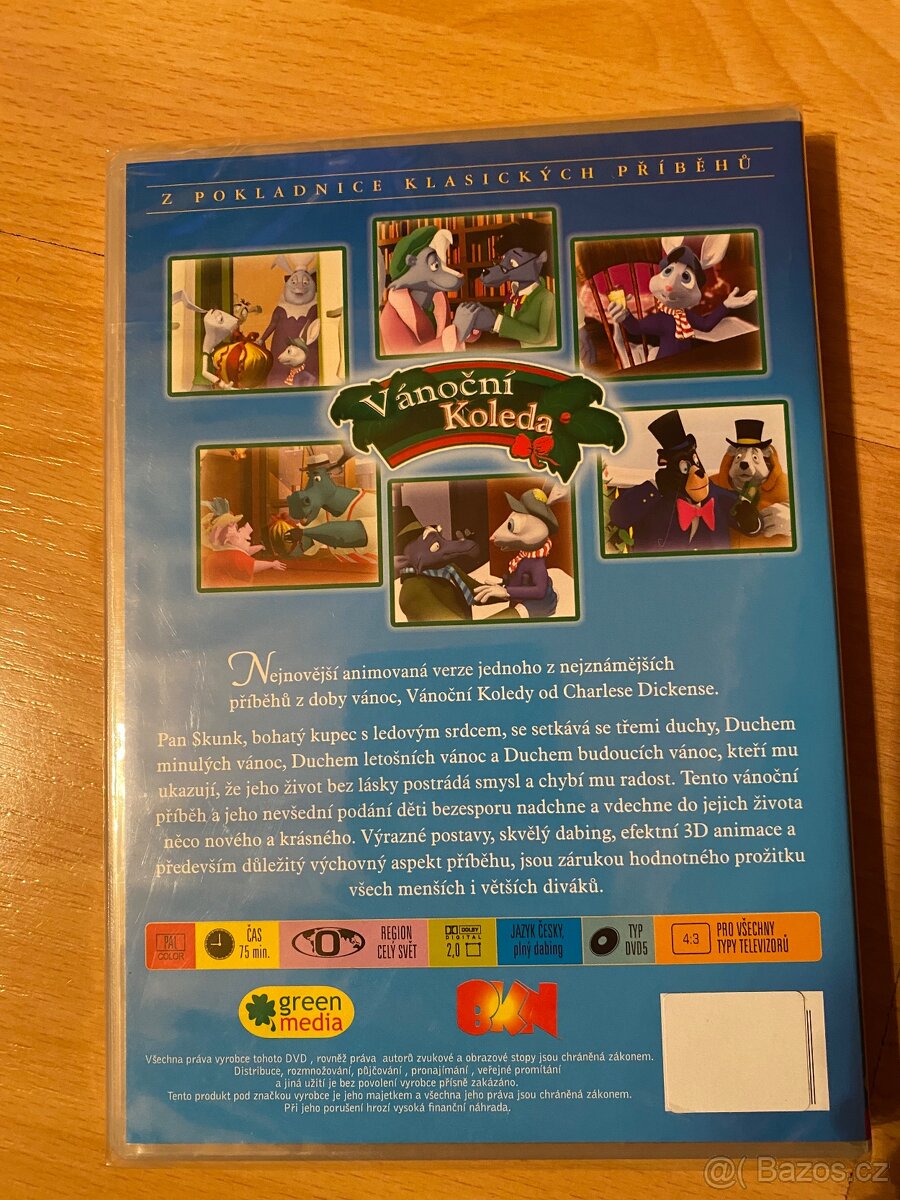 Z POKLADNICE KLASICKÝCH PŘÍBĚHŮ
Vánoční
Koleda
Nejnovější animovaná verze jednoho z nejznámějších
příběhů z doby vánoc, Vánoční Koledy od Charlese Dickense.
Pan $kunk, bohatý kupec s ledovým srdcem, se setkává se třemi duchy, Duchem
minulých vánoc, Duchem letošních vánoc a Duchem budoucích vánoc, kteří mu
ukazují, že jeho život bez lásky postrádá smysl a chybí mu radost. Tento vánoční
příběh a jeho nevšední podání děti bezesporu nadchne a vdechne do jejich života
něco nového a krásného. Výrazné postavy, skvělý dabing, efektní 3D animace a
především důležitý výchovný aspekt příběhu, jsou zárukou hodnotného prožitku
všech menších i větších diváků.
PAL
COLOR
ČAS
75 min.
0
REGION
CELÝ SVĚT
DOLBY
DIGITAL
2,0
JAZYK ČESKÝ,
plný dabing
TYP
DVD5
4:3
PRO VŠECHNY
TYPY TELEVIZORŮ
green
media
BKN
Všechna práva vyrobce tohoto DVD , rovněž práva autorů zvukové a obrazové stopy jsou chráněná zákonem.
Distribuce, rozmnožování, půjčování , pronajímání , veřejné promítání
a jiná užití je bez povolení vyrobce přísně zakázáno.
Tento produkt pod značkou vyrobce je jeho majetkem a všechna jeho práva jsou chráněná zákonem.
Při jeho porušení hrozí vysoká finanční náhrada.
@( Bazos.cz